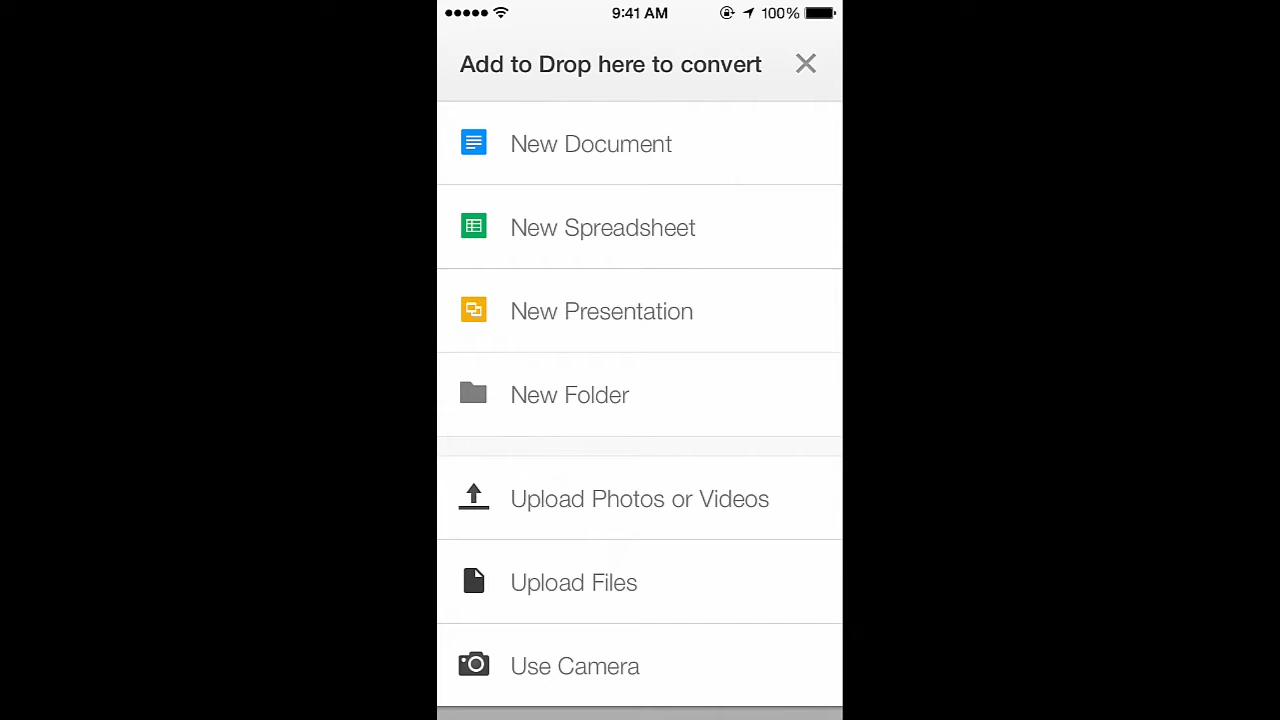 9:41 AM 100%
Add to Drop here to convert
New Document
New Spreadsheet
New Presentation
New Folder
Upload Photos or Videos
Upload Files
Use Camera